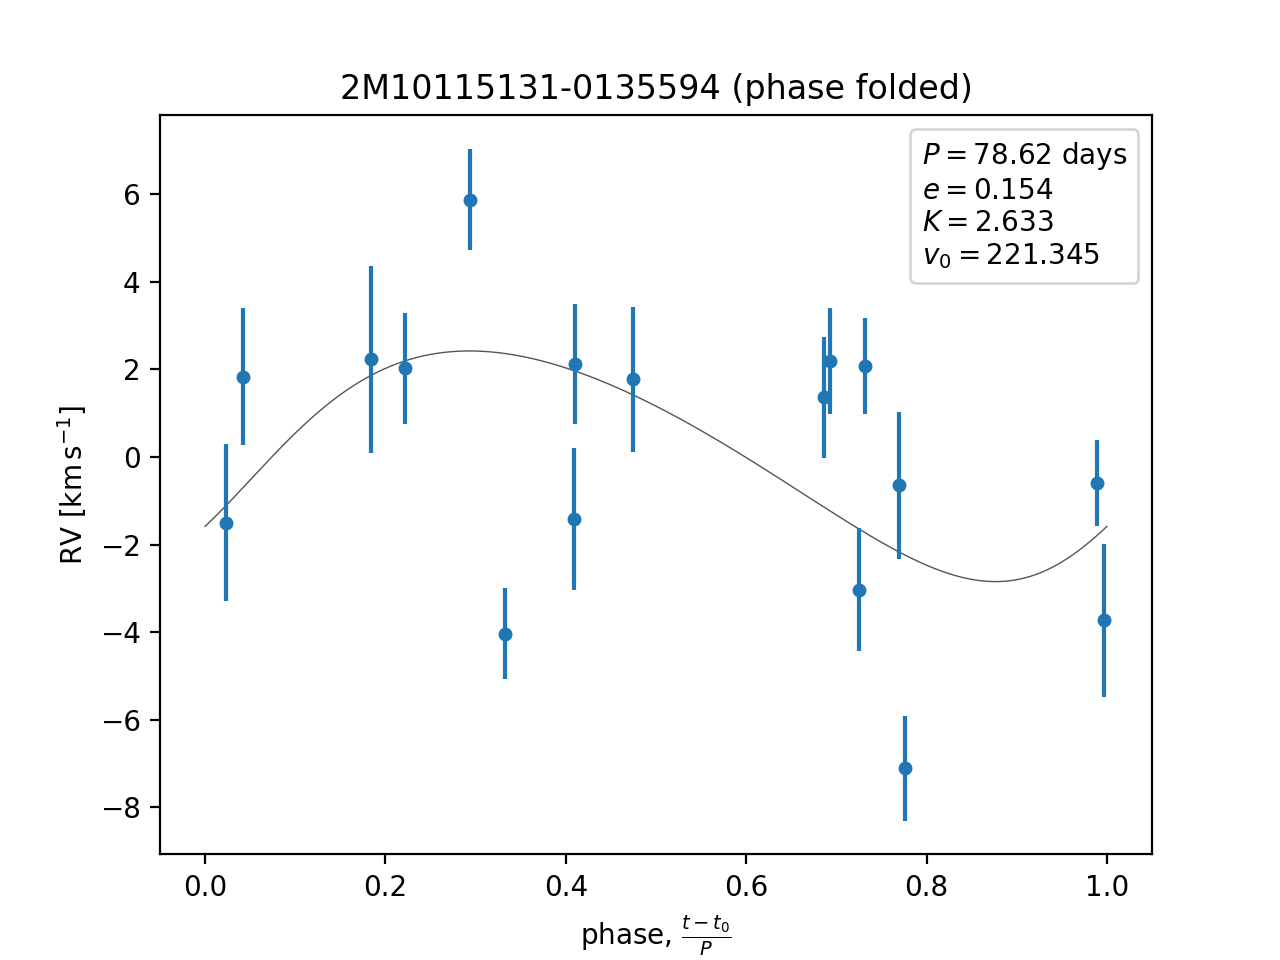 2M10115131-0135594 (phase folded)
P = 78.62 days
e = 0.154
K = 2.633
v₀ = 221.345
RV [km s⁻¹]
6
4
2
0
−2
−4
−6
−8
0.0 0.2 0.4 0.6 0.8 1.0
phase, (t − t₀)/P